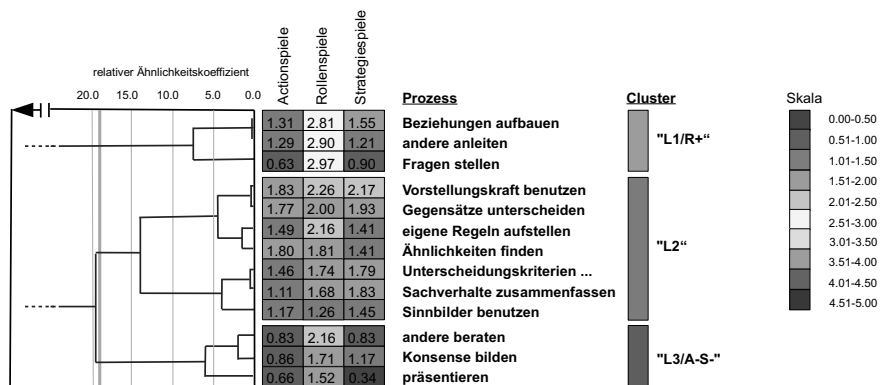 Actionspiele
Rollenspiele
Strategiespiele
relativer Ähnlichkeitskoeffizient
20.0 15.0 10.0 5.0 0.0
Prozess Cluster Skala
1.31 2.81 1.55 Beziehungen aufbauen
1.29 2.90 1.21 andere anleiten
0.63 2.97 0.90 Fragen stellen
"L1/R+“
1.83 2.26 2.17 Vorstellungskraft benutzen
1.77 2.00 1.93 Gegensätze unterscheiden
1.49 2.16 1.41 eigene Regeln aufstellen
1.80 1.81 1.41 Ähnlichkeiten finden
1.46 1.74 1.79 Unterscheidungskriterien ...
1.11 1.68 1.83 Sachverhalte zusammenfassen
1.17 1.26 1.45 Sinnbilder benutzen
"L2“
0.83 2.16 0.83 andere beraten
0.86 1.71 1.17 Konsense bilden
0.66 1.52 0.34 präsentieren
"L3/A-S-"
0.00-0.50
0.51-1.00
1.01-1.50
1.51-2.00
2.01-2.50
2.51-3.00
3.01-3.50
3.51-4.00
4.01-4.50
4.51-5.00